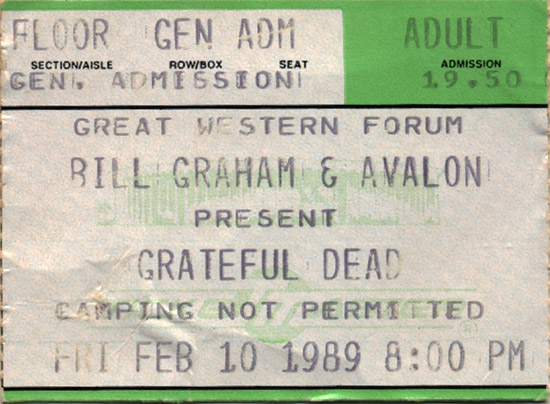 FLOOR GEN ADM ADULT
SECTION/AISLE ROW/BOX SEAT ADMISSION
GEN. ADMISSION 19.50
GREAT WESTERN FORUM
BILL GRAHAM & AVALON
PRESENT
GRATEFUL DEAD
CAMPING NOT PERMITTED
FRI FEB 10 1989 8:00 PM